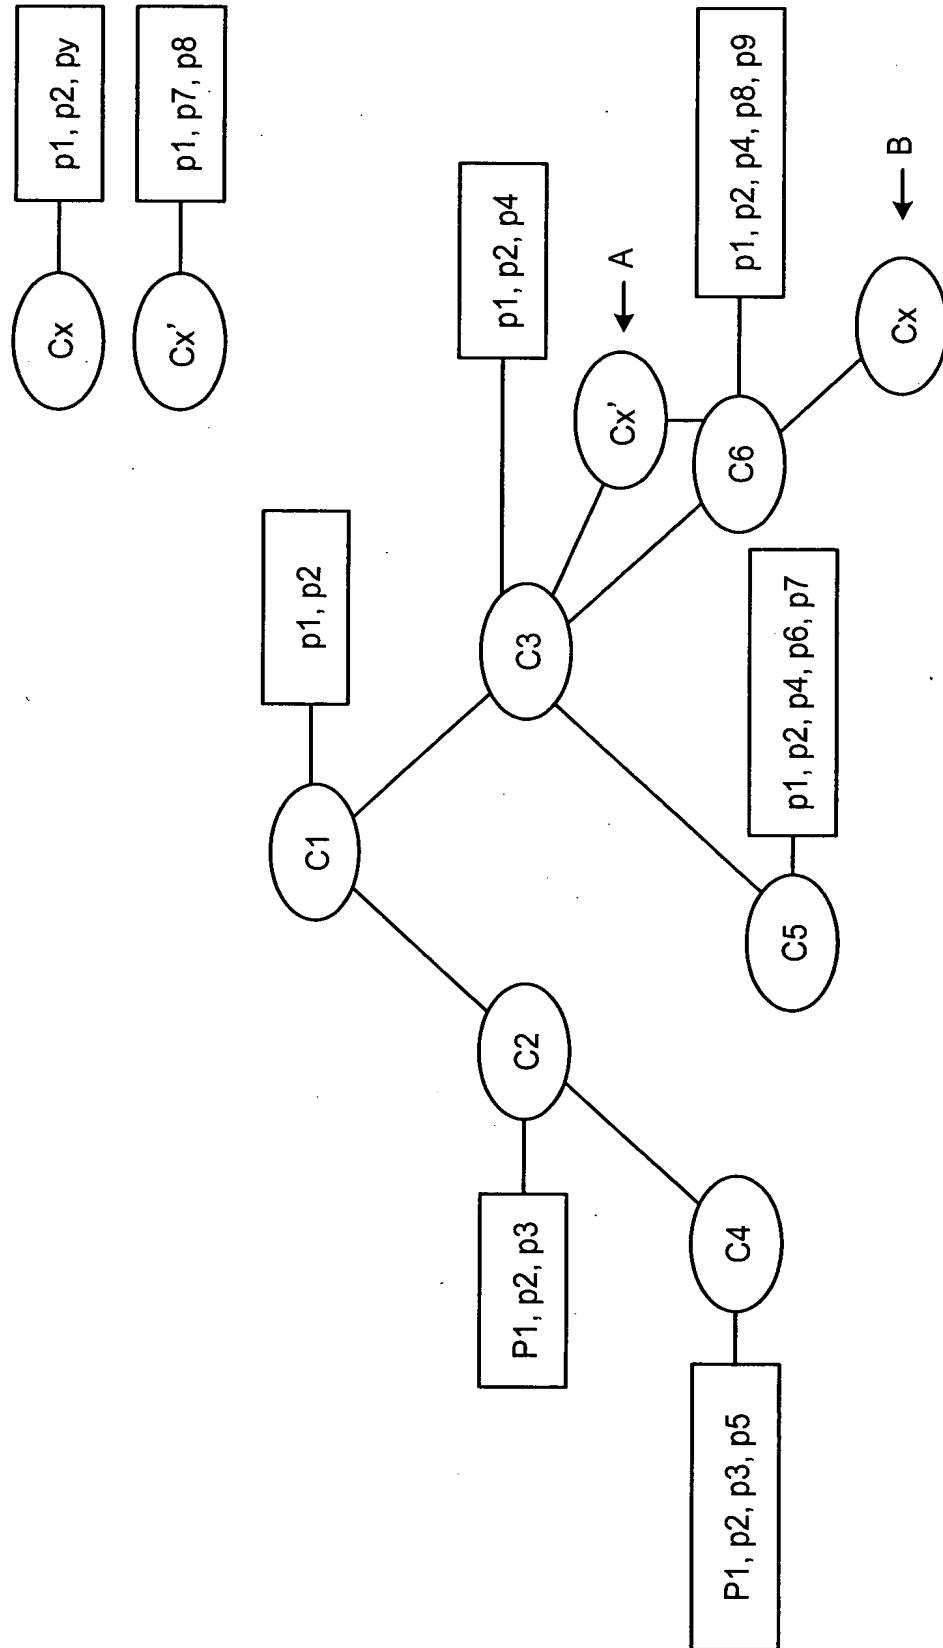 Cx
p1, p2, py
Cx'
p1, p7, p8
C1
p1, p2
P1, p2, p3
C2
C3
p1, p2, p4
Cx'
A
P1, p2, p3, p5
C4
C5
p1, p2, p4, p6, p7
C6
p1, p2, p4, p8, p9
Cx
B